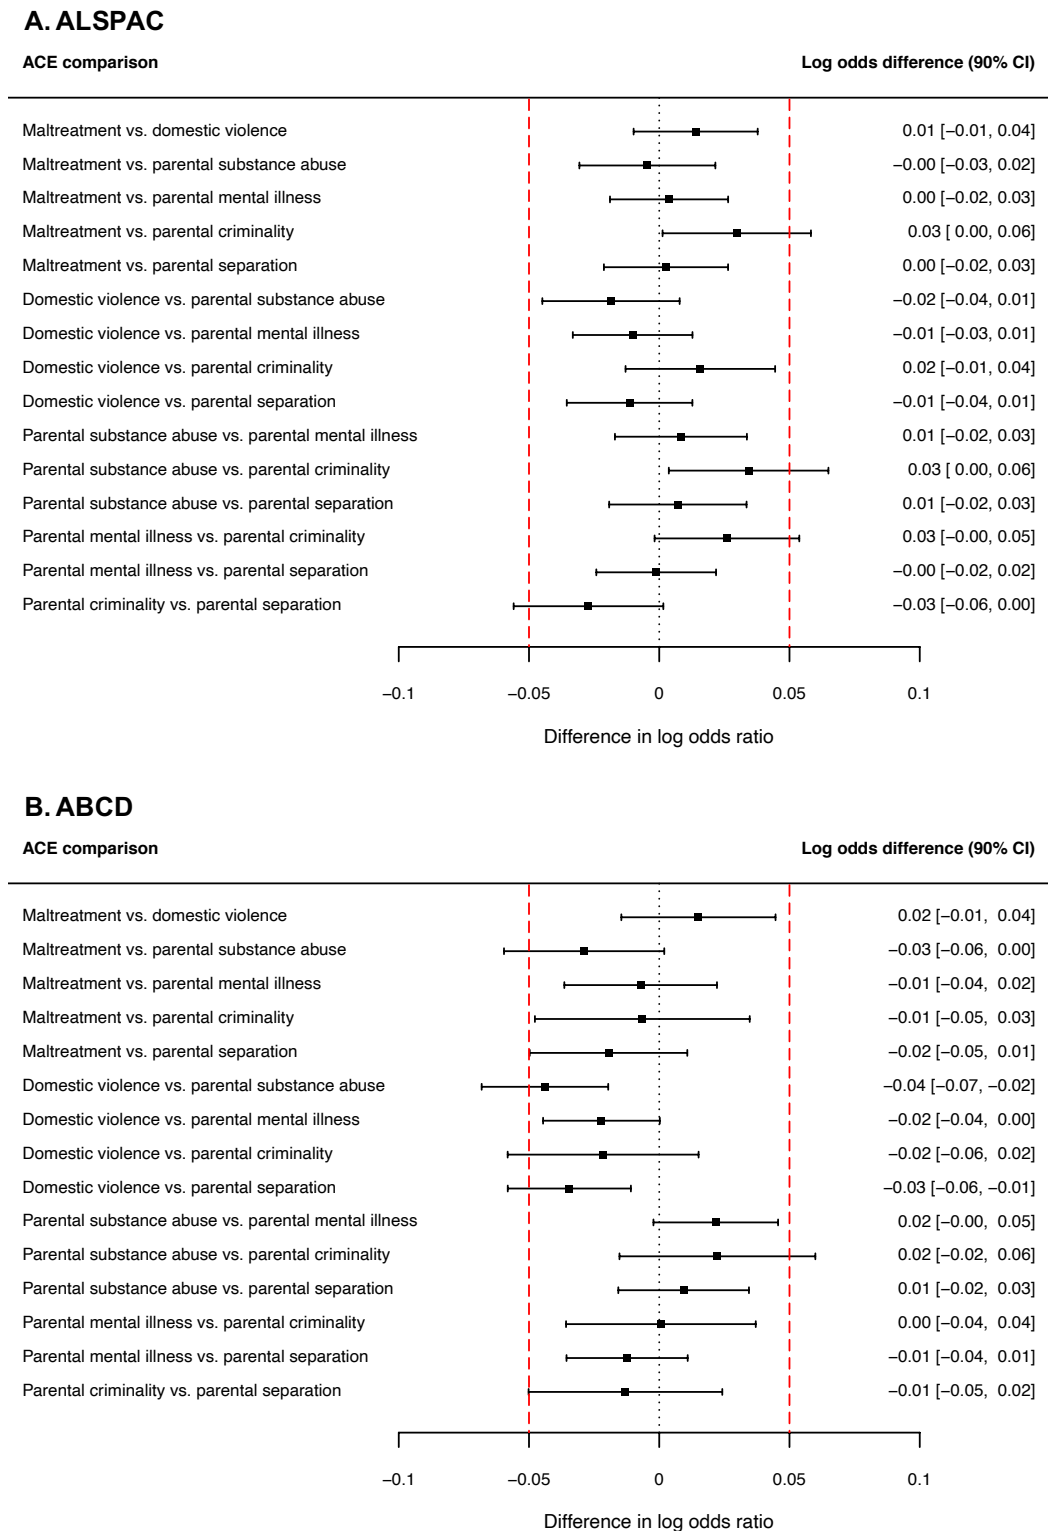 A. ALSPAC
ACE comparison Log odds difference (90% CI)
Maltreatment vs. domestic violence 0.01 [−0.01, 0.04]
Maltreatment vs. parental substance abuse −0.00 [−0.03, 0.02]
Maltreatment vs. parental mental illness 0.00 [−0.02, 0.03]
Maltreatment vs. parental criminality 0.03 [ 0.00, 0.06]
Maltreatment vs. parental separation 0.00 [−0.02, 0.03]
Domestic violence vs. parental substance abuse −0.02 [−0.04, 0.01]
Domestic violence vs. parental mental illness −0.01 [−0.03, 0.01]
Domestic violence vs. parental criminality 0.02 [−0.01, 0.04]
Domestic violence vs. parental separation −0.01 [−0.04, 0.01]
Parental substance abuse vs. parental mental illness 0.01 [−0.02, 0.03]
Parental substance abuse vs. parental criminality 0.03 [ 0.00, 0.06]
Parental substance abuse vs. parental separation 0.01 [−0.02, 0.03]
Parental mental illness vs. parental criminality 0.03 [−0.00, 0.05]
Parental mental illness vs. parental separation −0.00 [−0.02, 0.02]
Parental criminality vs. parental separation −0.03 [−0.06, 0.00]
−0.1 −0.05 0 0.05 0.1
Difference in log odds ratio
B. ABCD
ACE comparison Log odds difference (90% CI)
Maltreatment vs. domestic violence 0.02 [−0.01, 0.04]
Maltreatment vs. parental substance abuse −0.03 [−0.06, 0.00]
Maltreatment vs. parental mental illness −0.01 [−0.04, 0.02]
Maltreatment vs. parental criminality −0.01 [−0.05, 0.03]
Maltreatment vs. parental separation −0.02 [−0.05, 0.01]
Domestic violence vs. parental substance abuse −0.04 [−0.07, −0.02]
Domestic violence vs. parental mental illness −0.02 [−0.04, 0.00]
Domestic violence vs. parental criminality −0.02 [−0.06, 0.02]
Domestic violence vs. parental separation −0.03 [−0.06, −0.01]
Parental substance abuse vs. parental mental illness 0.02 [−0.00, 0.05]
Parental substance abuse vs. parental criminality 0.02 [−0.02, 0.06]
Parental substance abuse vs. parental separation 0.01 [−0.02, 0.03]
Parental mental illness vs. parental criminality 0.00 [−0.04, 0.04]
Parental mental illness vs. parental separation −0.01 [−0.04, 0.01]
Parental criminality vs. parental separation −0.01 [−0.05, 0.02]
−0.1 −0.05 0 0.05 0.1
Difference in log odds ratio